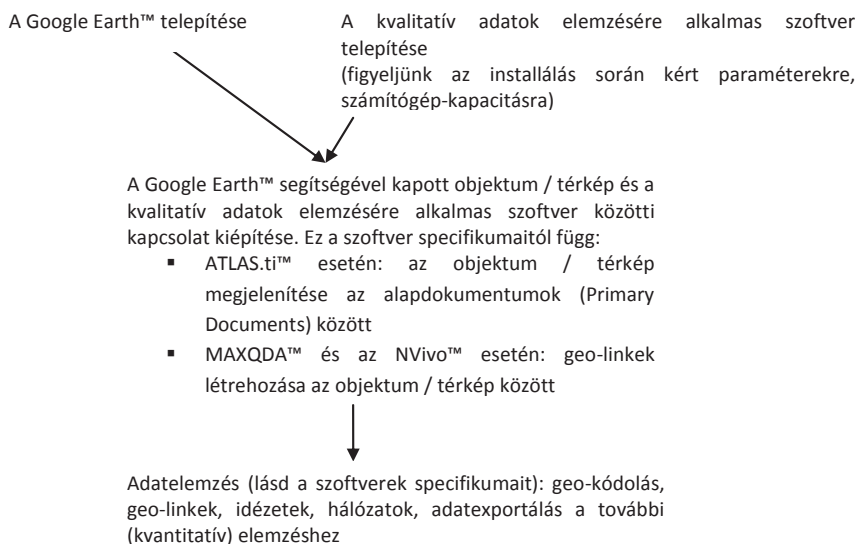 A Google Earth™ telepítése
A kvalitatív adatok elemzésére alkalmas szoftver
telepítése
(figyeljünk az installálás során kért paraméterekre,
számítógép-kapacitásra)
A Google Earth™ segítségével kapott objektum / térkép és a
kvalitatív adatok elemzésére alkalmas szoftver közötti
kapcsolat kiépítése. Ez a szoftver specifikumaitól függ:
▪ ATLAS.ti™ esetén: az objektum / térkép
megjelenítése az alapdokumentumok (Primary
Documents) között
▪ MAXQDA™ és az NVivo™ esetén: geo-linkek
létrehozása az objektum / térkép között
Adatelemzés (lásd a szoftverek specifikumait): geo-kódolás,
geo-linkek, idézetek, hálózatok, adatexportálás a további
(kvantitatív) elemzéshez